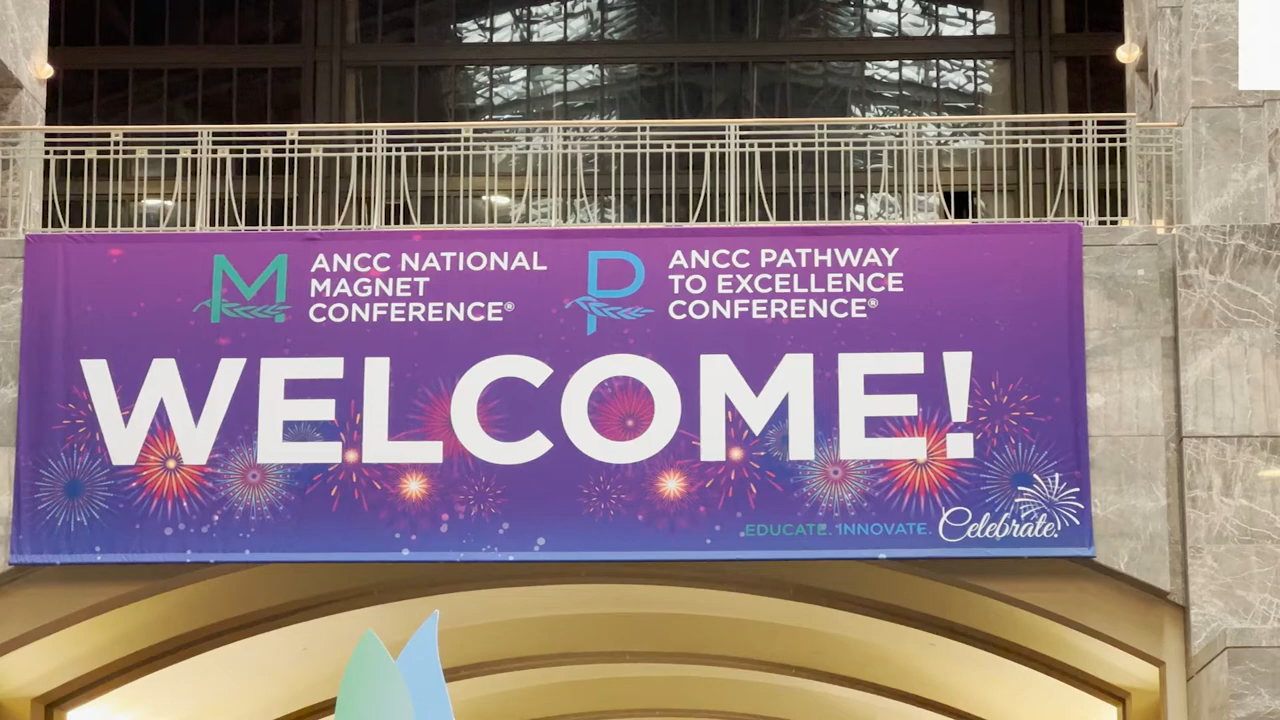 M
ANCC NATIONAL
MAGNET
CONFERENCE®
P
ANCC PATHWAY
TO EXCELLENCE
CONFERENCE®
WELCOME!
EDUCATE. INNOVATE. Celebrate.